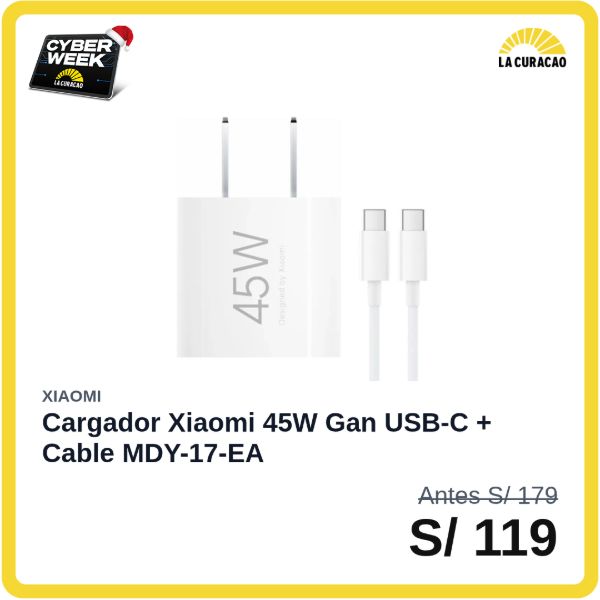 CYBER
WEEK
LA CURACAO
LA CURACAO
45W
Designed by Xiaomi
XIAOMI
Cargador Xiaomi 45W Gan USB-C +
Cable MDY-17-EA
Antes S/ 179
S/ 119